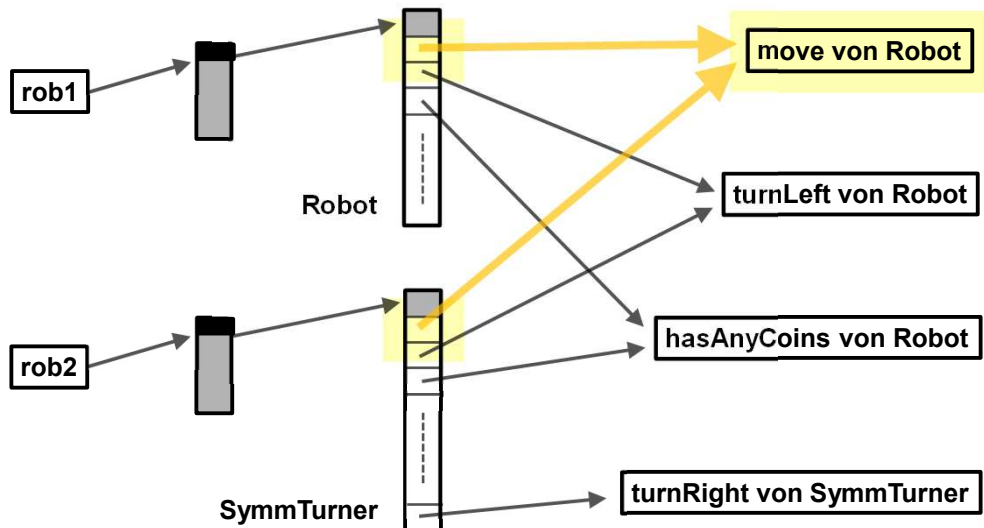 move von Robot
rob1
turnLeft von Robot
Robot
hasAnyCoins von Robot
rob2
turnRight von SymmTurner
SymmTurner